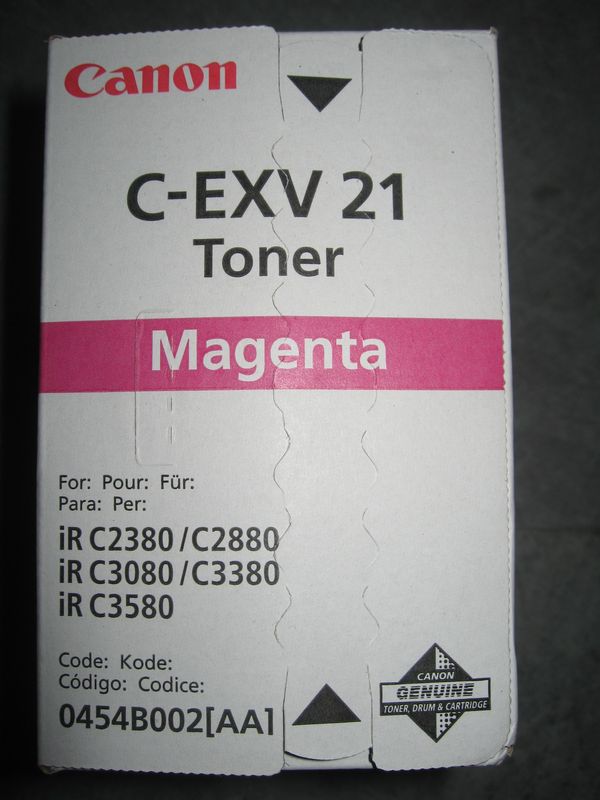 Canon
C-EXV 21
Toner
Magenta
For: Pour: Für:
Para: Per:
iR C2380 / C2880
iR C3080 / C3380
iR C3580
Code: Kode:
Código: Codice:
0454B002[AA]
CANON
GENUINE
TONER, DRUM & CARTRIDGE